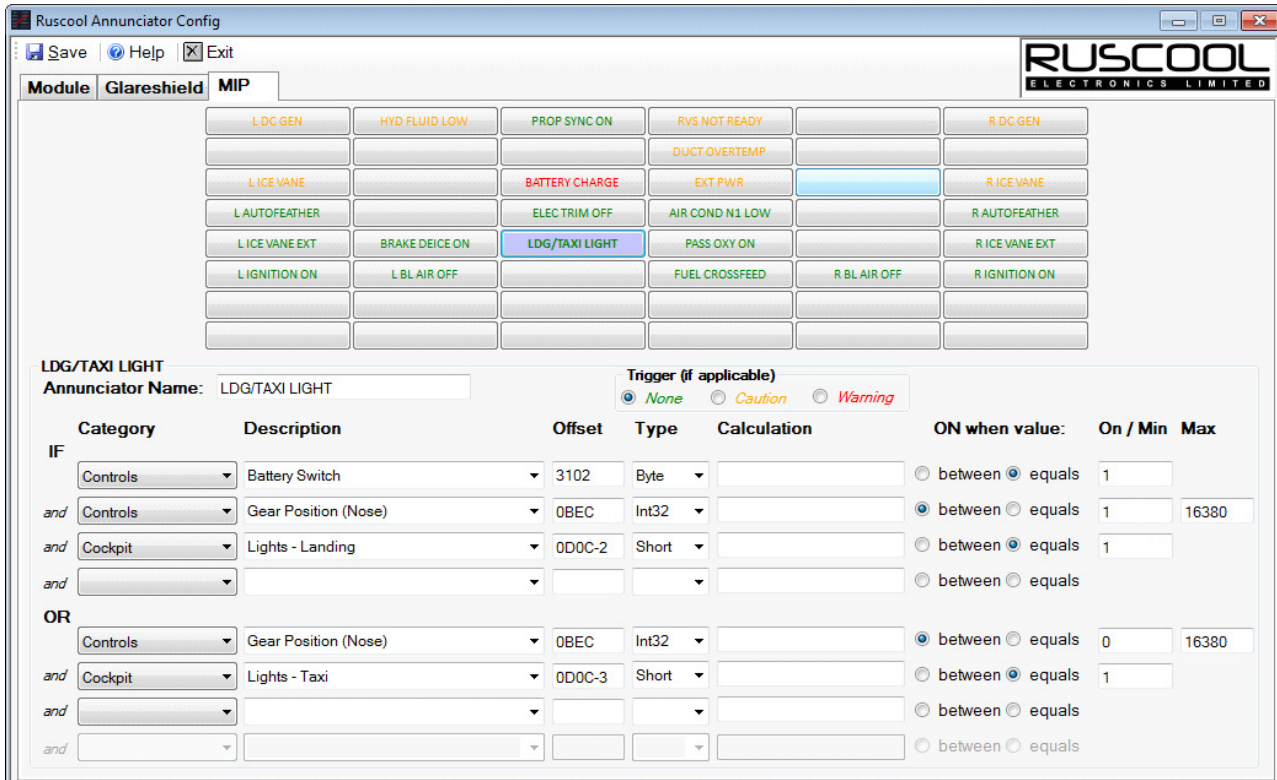 Ruscool Annunciator Config
Save Help Exit
RUSCOOL
ELECTRONICS LIMITED
Module Glareshield MIP
L DC GEN HYD FLUID LOW PROP SYNC ON RVS NOT READY R DC GEN
DUCT OVERTEMP
L ICE VANE BATTERY CHARGE EXT PWR R ICE VANE
L AUTOFEATHER ELEC TRIM OFF AIR COND N1 LOW R AUTOFEATHER
L ICE VANE EXT BRAKE DEICE ON LDG/TAXI LIGHT PASS OXY ON R ICE VANE EXT
L IGNITION ON L BL AIR OFF FUEL CROSSFEED R BL AIR OFF R IGNITION ON
LDG/TAXI LIGHT
Annunciator Name: LDG/TAXI LIGHT
Trigger (if applicable)
None Caution Warning
Category Description Offset Type Calculation ON when value: On / Min Max
IF
Controls Battery Switch 3102 Byte between equals 1
and Controls Gear Position (Nose) 0BEC Int32 between equals 1 16380
and Cockpit Lights - Landing 0D0C-2 Short between equals 1
and between equals
OR
Controls Gear Position (Nose) 0BEC Int32 between equals 0 16380
and Cockpit Lights - Taxi 0D0C-3 Short between equals 1
and between equals
and between equals